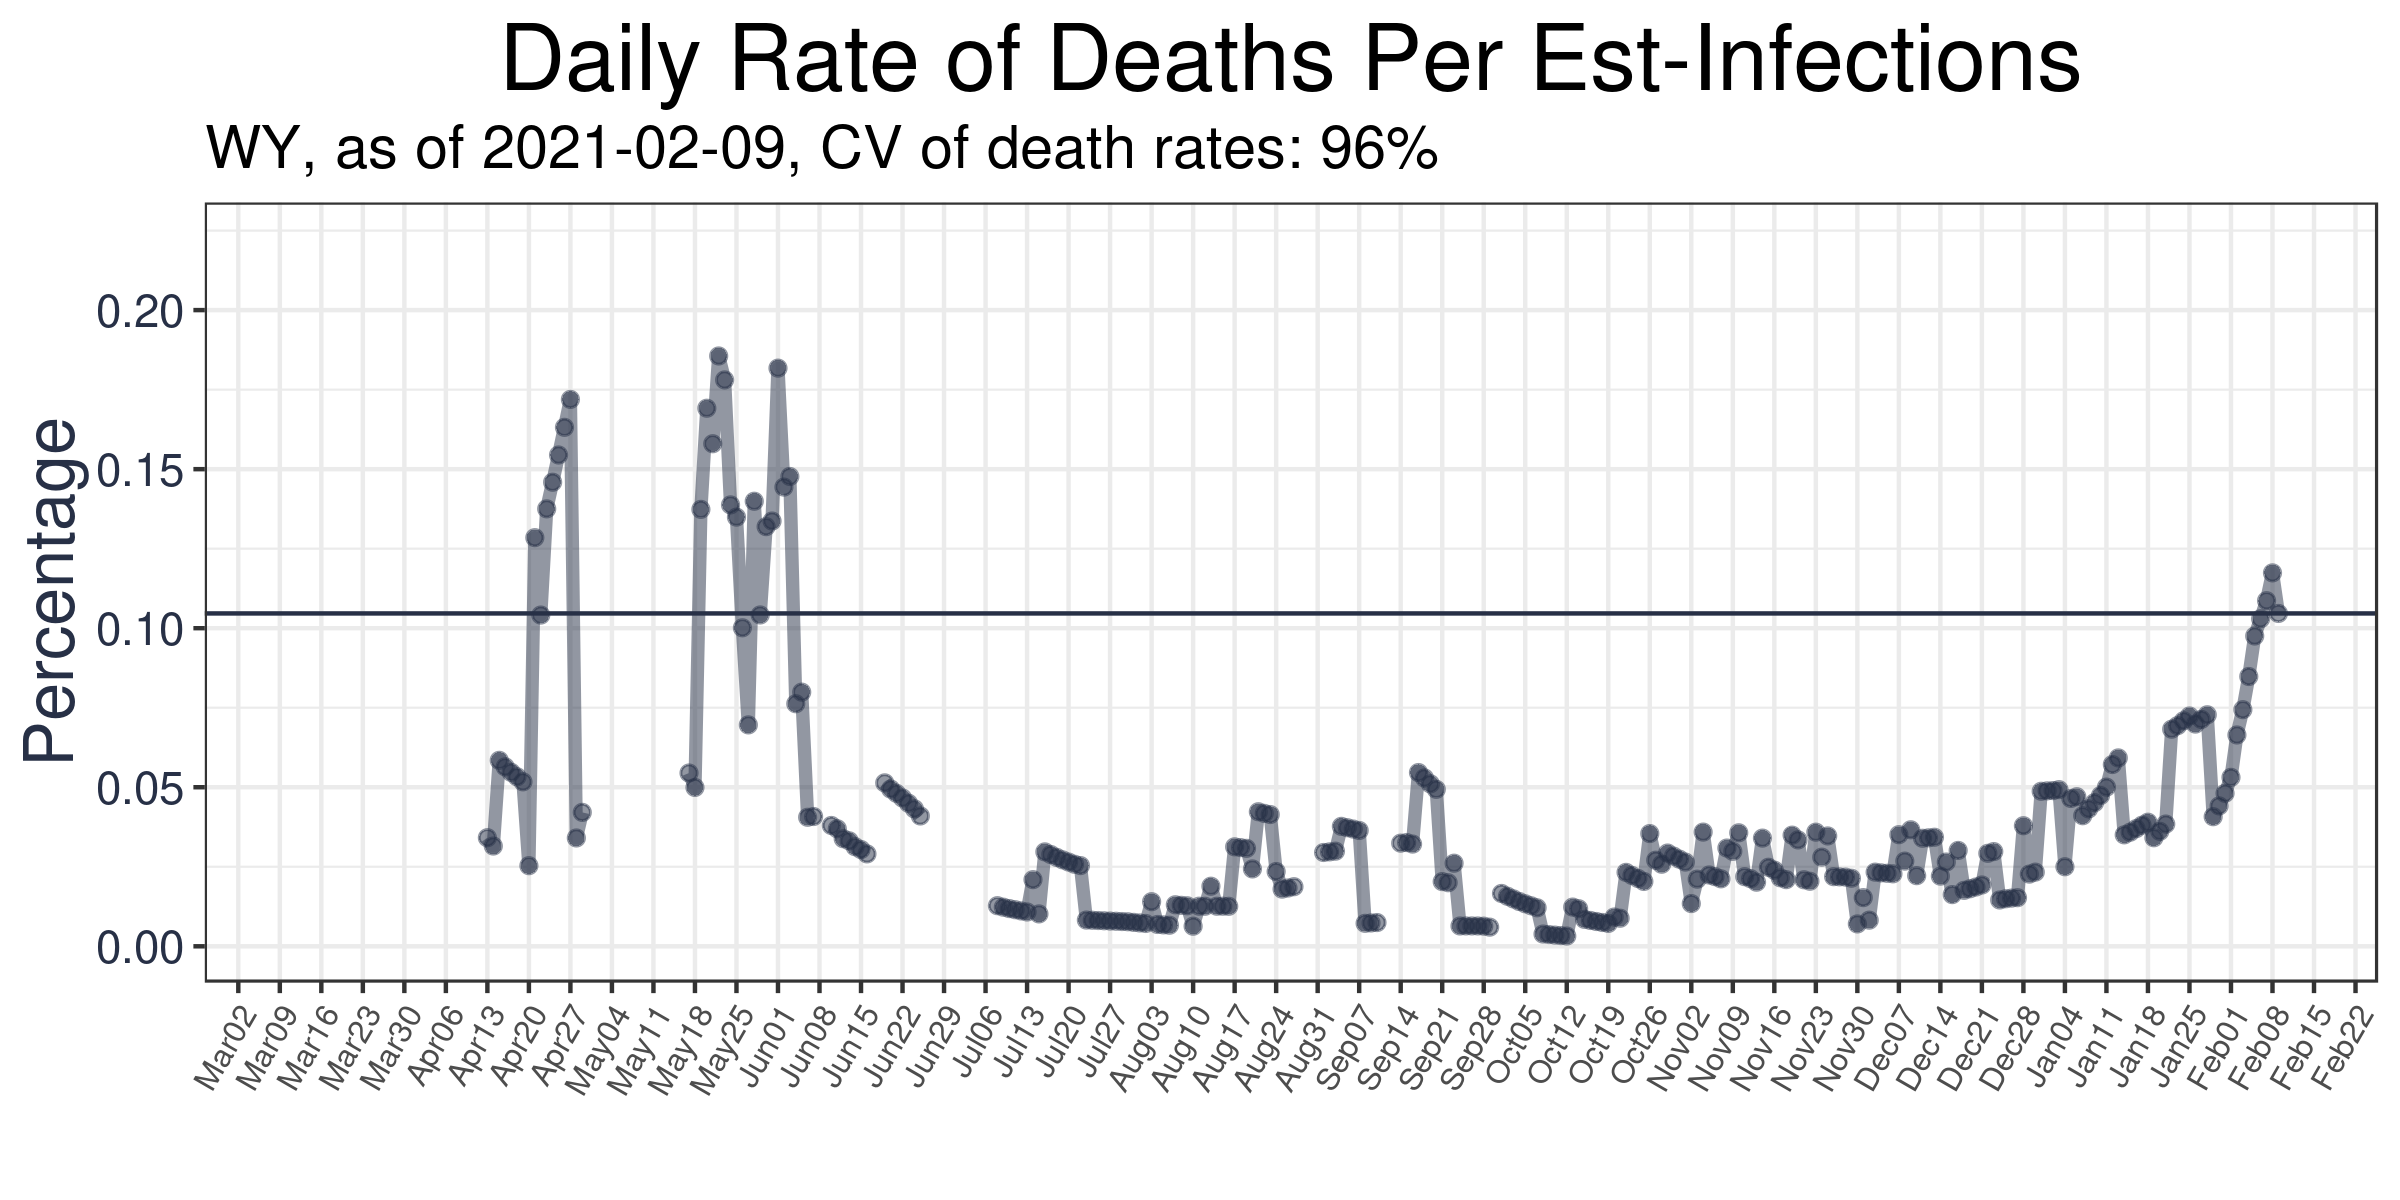 Daily Rate of Deaths Per Est-Infections
WY, as of 2021-02-09, CV of death rates: 96%
Percentage
0.20
0.15
0.10
0.05
0.00
Mar02
Mar09
Mar16
Mar23
Mar30
Apr06
Apr13
Apr20
Apr27
May04
May11
May18
May25
Jun01
Jun08
Jun15
Jun22
Jun29
Jul06
Jul13
Jul20
Jul27
Aug03
Aug10
Aug17
Aug24
Aug31
Sep07
Sep14
Sep21
Sep28
Oct05
Oct12
Oct19
Oct26
Nov02
Nov09
Nov16
Nov23
Nov30
Dec07
Dec14
Dec21
Dec28
Jan04
Jan11
Jan18
Jan25
Feb01
Feb08
Feb15
Feb22